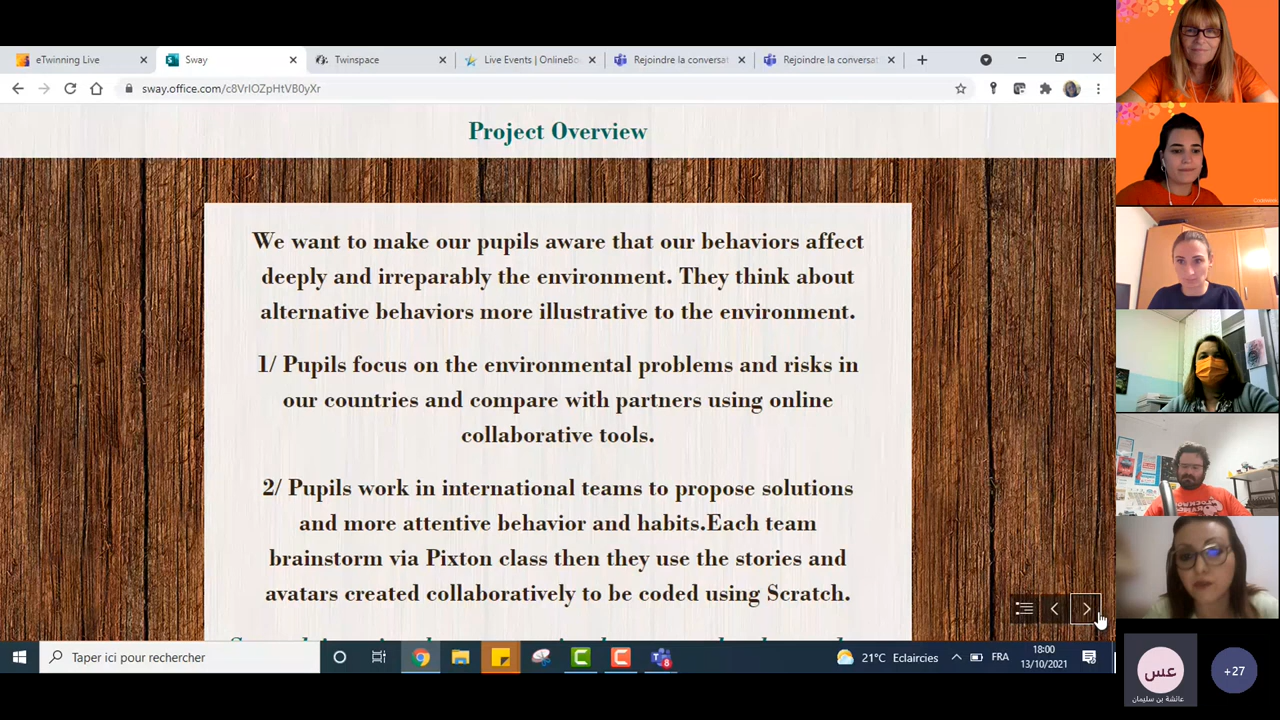 eTwinning Live
Sway
Twinspace
Live Events | OnlineBo
Rejoindre la conversat
Rejoindre la conversat
sway.office.com/c8VrIOZpHtVB0yXr
Project Overview
We want to make our pupils aware that our behaviors affect
deeply and irreparably the environment. They think about
alternative behaviors more illustrative to the environment.
1/ Pupils focus on the environmental problems and risks in
our countries and compare with partners using online
collaborative tools.
2/ Pupils work in international teams to propose solutions
and more attentive behavior and habits.Each team
brainstorm via Pixton class then they use the stories and
avatars created collaboratively to be coded using Scratch.
Taper ici pour rechercher
8
21°C Eclaircies
FRA
18:00
13/10/2021
عس
عائشة بن سليمان
+27